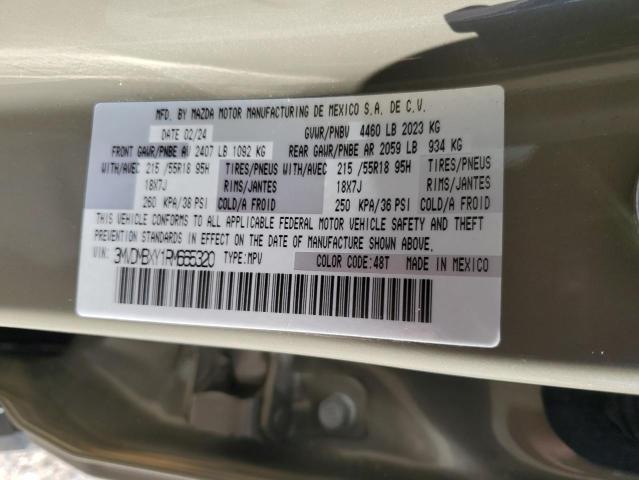 MFD. BY MAZDA MOTOR MANUFACTURING DE MEXICO S.A. DE C.V.
DATE 02/24 GVWR/PNBV 4460 LB 2023 KG
FRONT GAWR/PNBE AV 2407 LB 1092 KG REAR GAWR/PNBE AR 2059 LB 934 KG
WITH/AVEC 215 /55R18 95H TIRES/PNEUS WITH/AVEC 215 /55R18 95H TIRES/PNEUS
18X7J RIMS/JANTES 18X7J RIMS/JANTES
260 KPA/38 PSI COLD/A FROID 250 KPA/36 PSI COLD/A FROID
THIS VEHICLE CONFORMS TO ALL APPLICABLE FEDERAL MOTOR VEHICLE SAFETY AND THEFT
PREVENTION STANDARDS IN EFFECT ON THE DATE OF MANUFACTURE SHOWN ABOVE.
VIN: 3MVDMBXY1RM655320 TYPE:MPV COLOR CODE:48T MADE IN MEXICO